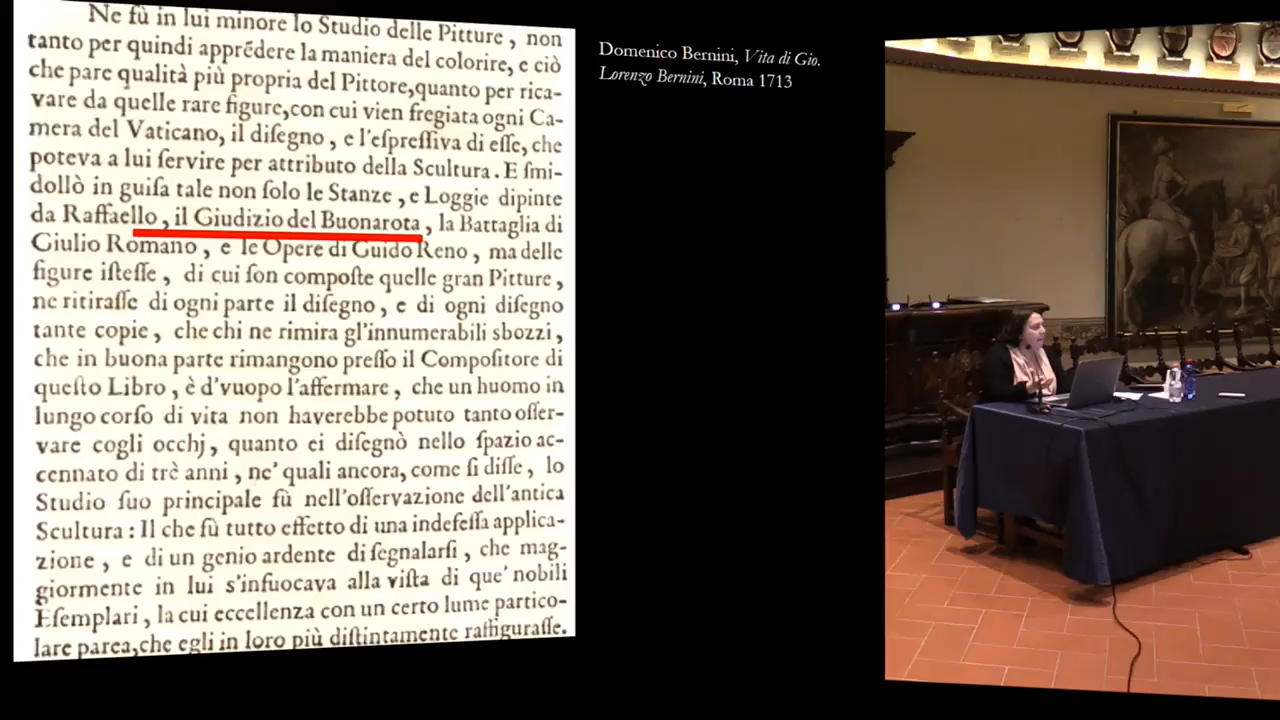 Ne fù in lui minore lo Studio delle Pitture, non
tanto per quindi apprẽdere la maniera del colorire, e ciò
che pare qualità più propria del Pittore, quanto per rica-
vare da quelle rare figure, con cui vien fregiata ogni Ca-
mera del Vaticano, il diſegno, e l'eſpreſſiva di eſſe, che
poteva a lui ſervire per attributo della Scultura. E ſmi-
dollò in guiſa tale non ſolo le Stanze, e Loggie dipinte
da Raffaello, il Giudizio del Buonarota, la Battaglia di
Giulio Romano, e le Opere di Guido Reno, ma delle
figure iſteſſe, di cui ſon compoſte quelle gran Pitture,
ne ritiraſſe di ogni parte il diſegno, e di ogni diſegno
tante copie, che chi ne rimira gl'innumerabili sbozzi,
che in buona parte rimangono preſſo il Compoſitore di
queſto Libro, è d'vuopo l'affermare, che un huomo in
lungo corſo di vita non haverebbe potuto tanto oſſer-
vare cogli occhj, quanto ei diſegnò nello ſpazio ac-
cennato di trè anni, ne' quali ancora, come ſi diſſe, lo
Studio ſuo principale fù nell'oſſervazione dell'antica
Scultura: Il che fù tutto effetto di una indefeſſa applica-
zione, e di un genio ardente di ſegnalarſi, che mag-
giormente in lui s'infuocava alla viſta di que' nobili
Eſemplari, la cui eccellenza con un certo lume partico-
lare parea, che egli in loro più diſtintamente raffiguraſſe.
Domenico Bernini, Vita di Gio.
Lorenzo Bernini, Roma 1713